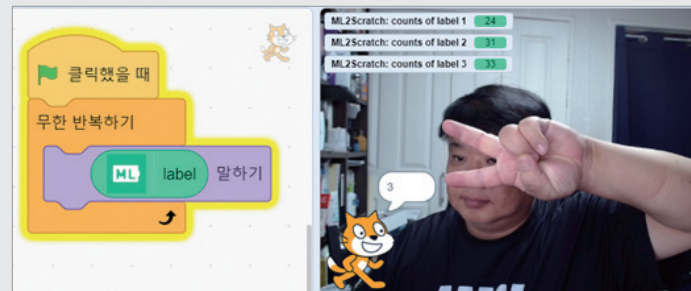 클릭했을 때
무한 반복하기
ML label 말하기
ML2Scratch: counts of label 1 24
ML2Scratch: counts of label 2 31
ML2Scratch: counts of label 3 33
3